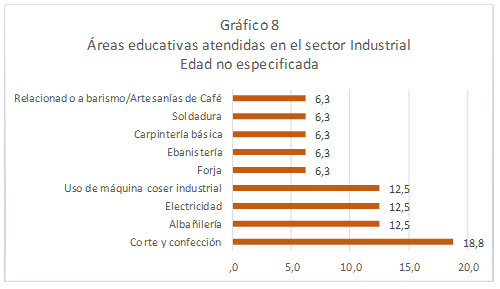 Gráfico 8
Áreas educativas atendidas en el sector Industrial
Edad no especificada
Relacionado a barismo/Artesanías de Café 6,3
Soldadura 6,3
Carpintería básica 6,3
Ebanistería 6,3
Forja 6,3
Uso de máquina coser industrial 12,5
Electricidad 12,5
Albañilería 12,5
Corte y confección 18,8
,0 5,0 10,0 15,0 20,0